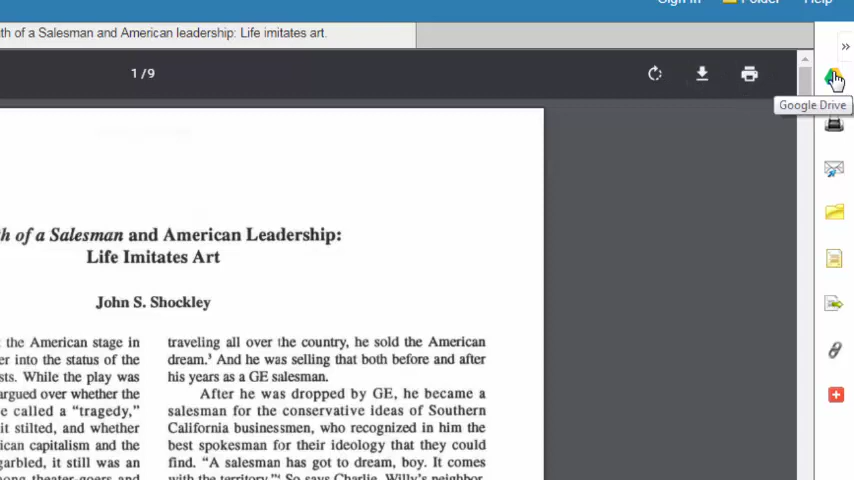 Sign In Folder Help
th of a Salesman and American leadership: Life imitates art.
»
1 / 9
Google Drive
th of a Salesman and American Leadership:
Life Imitates Art
John S. Shockley
the American stage in
er into the status of the
sts. While the play was
argued over whether the
e called a “tragedy,”
it stilted, and whether
ican capitalism and the
garbled, it still was an
ong theater-goers and
traveling all over the country, he sold the American
dream.³ And he was selling that both before and after
his years as a GE salesman.
After he was dropped by GE, he became a
salesman for the conservative ideas of Southern
California businessmen, who recognized in him the
best spokesman for their ideology that they could
find. “A salesman has got to dream, boy. It comes
with the territory.”⁴ So says Charlie, Willy's neighbor,